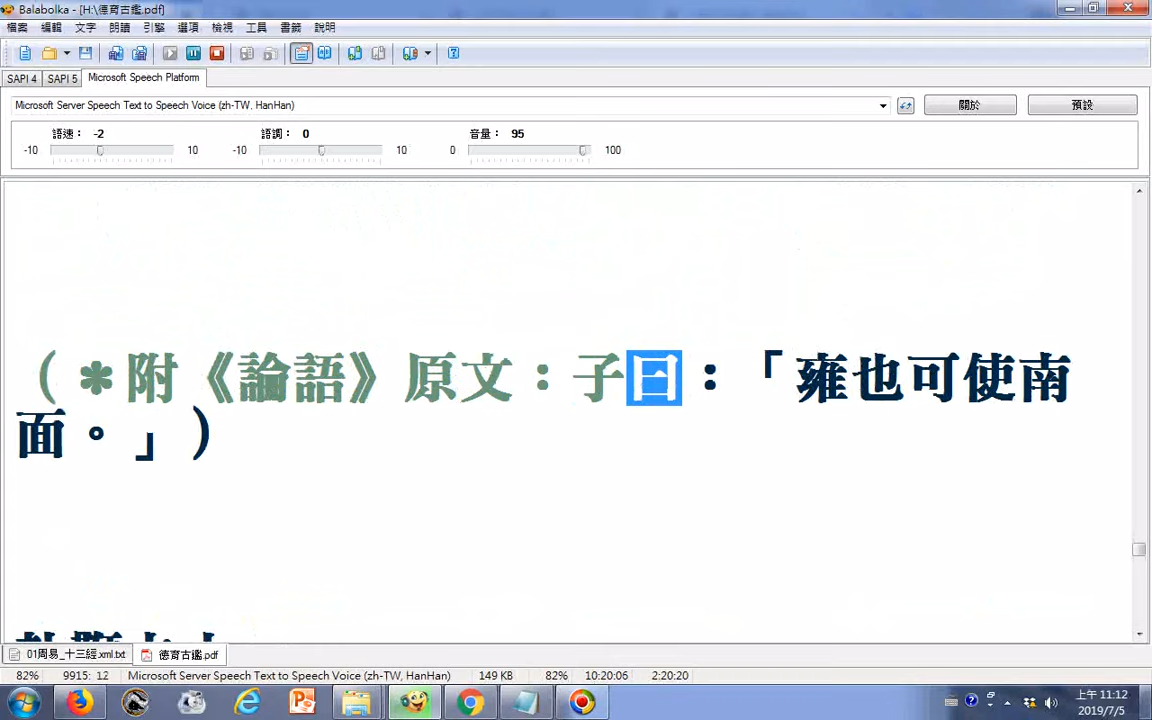 Balabolka - [H:\德育古鑑.pdf]
檔案 編輯 文字 朗讀 引擎 選項 檢視 工具 書籤 說明
SAPI 4 SAPI 5 Microsoft Speech Platform
Microsoft Server Speech Text to Speech Voice (zh-TW, HanHan) 關於 預設
語速： -2 語調： 0 音量： 95
-10 10 -10 10 0 100
（＊附《論語》原文：子曰：「雍也可使南
面。」）
01周易_十三經.xml.txt 德育古鑑.pdf
82% 9915: 12 Microsoft Server Speech Text to Speech Voice (zh-TW, HanHan) 149 KB 82% 10:20:06 2:20:20
上午 11:12
2019/7/5